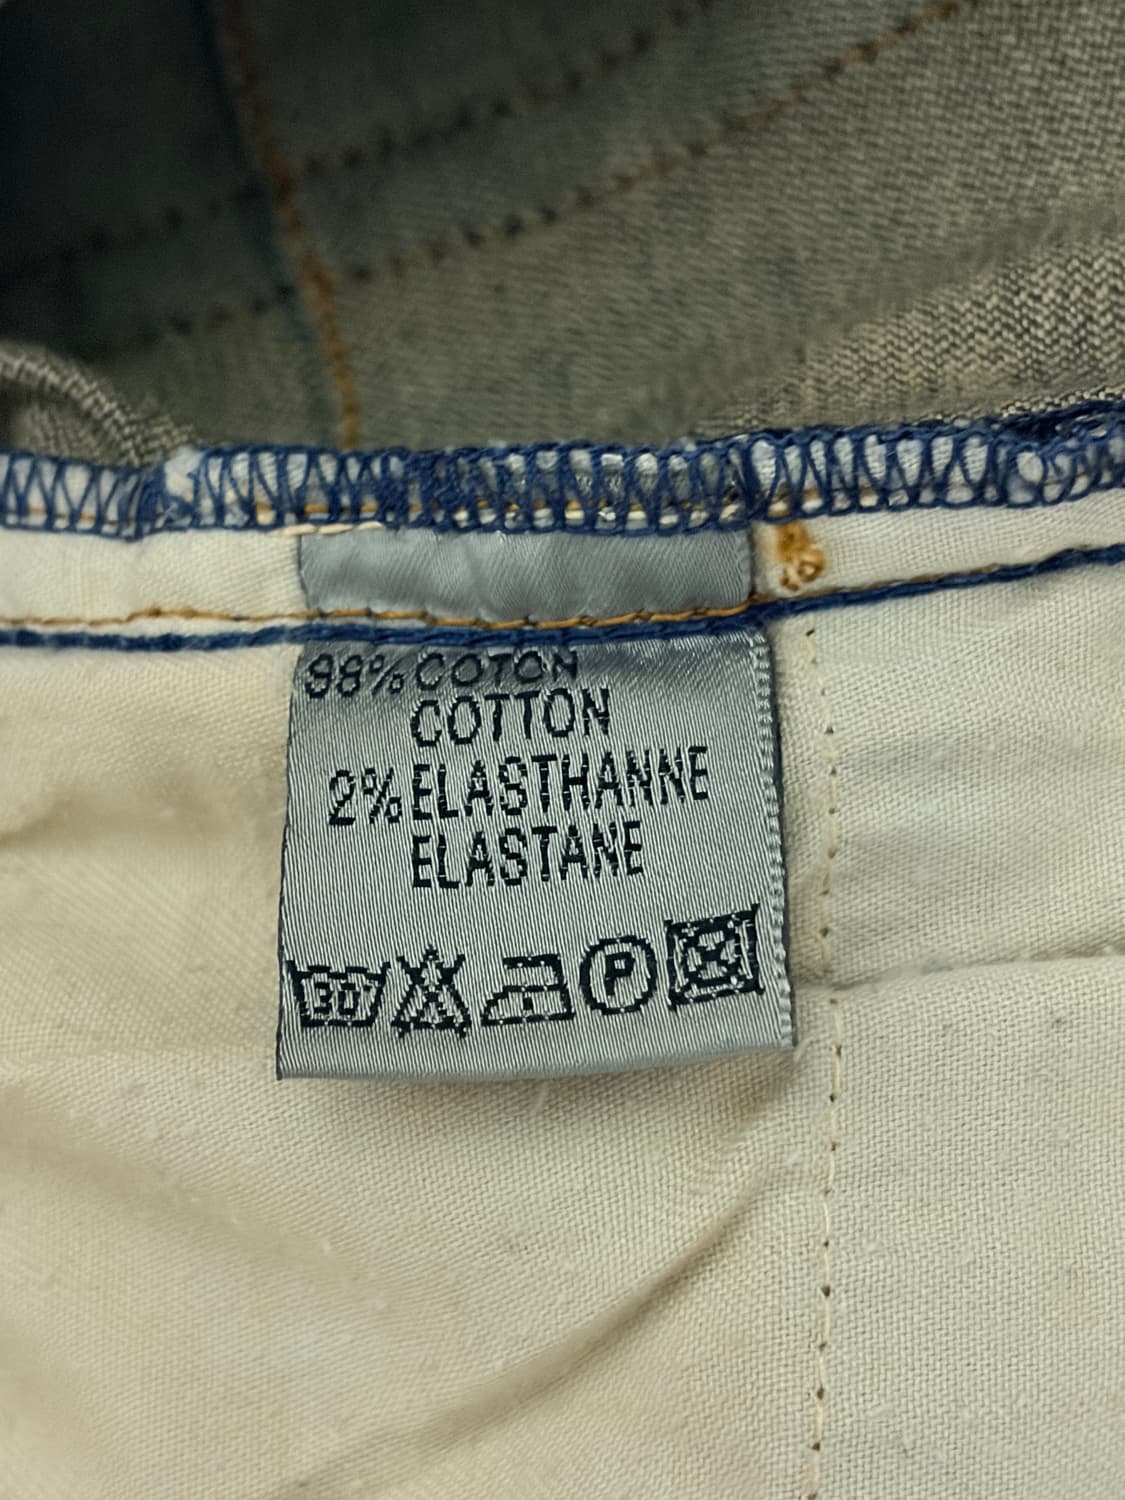 98% COTON
COTTON
2% ELASTHANNE
ELASTANE
30 P